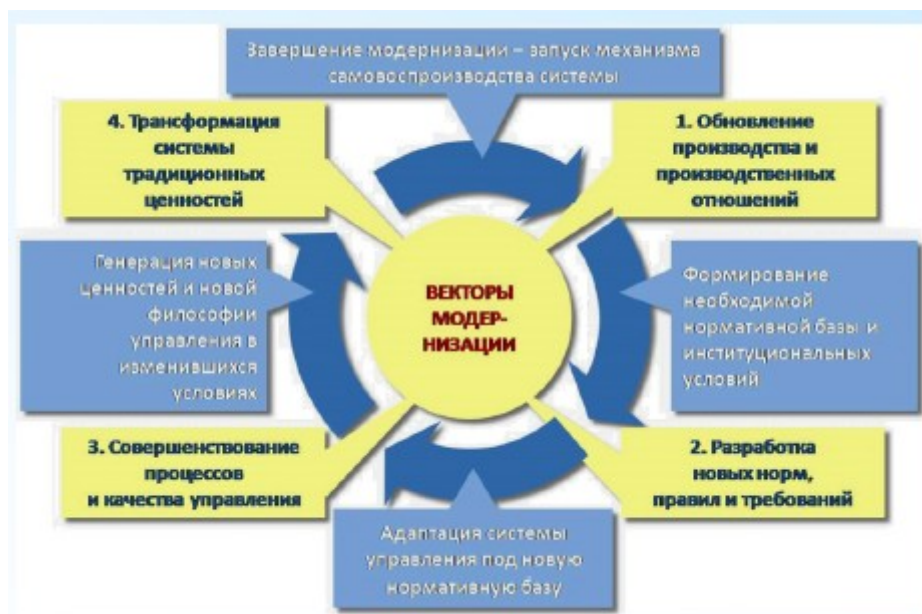 Завершение модернизации – запуск механизма
самовоспроизводства системы
4. Трансформация
системы
традиционных
ценностей
1. Обновление
производства и
производственных
отношений
Генерация новых
ценностей и новой
философии
управления в
изменившихся
условиях
ВЕКТОРЫ
МОДЕР-
НИЗАЦИИ
Формирование
необходимой
нормативной базы и
институциональных
условий
3. Совершенствование
процессов
и качества управления
2. Разработка
новых норм,
правил и требований
Адаптация системы
управления под новую
нормативную базу